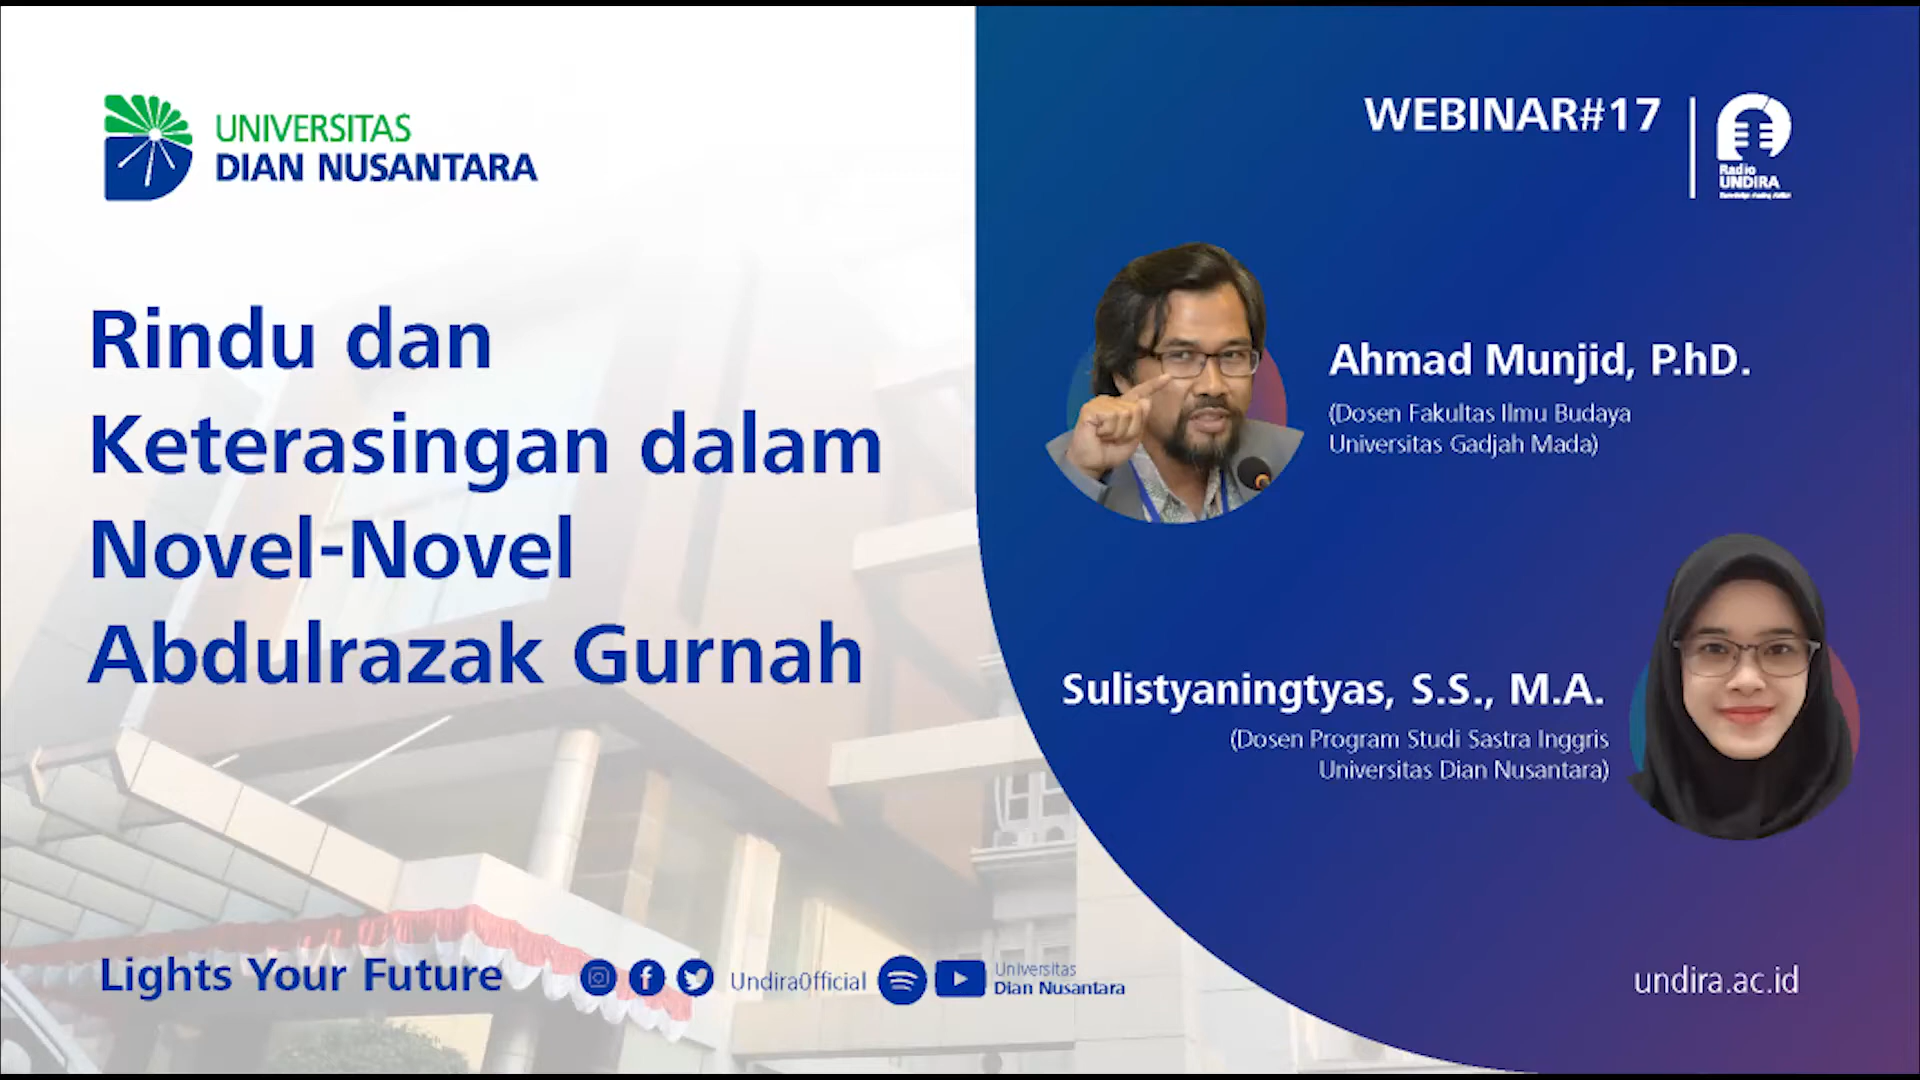 UNIVERSITAS
DIAN NUSANTARA
Rindu dan
Keterasingan dalam
Novel-Novel
Abdulrazak Gurnah
Lights Your Future
UndiraOfficial
Universitas
Dian Nusantara
WEBINAR#17
Radio
UNDIRA
Ahmad Munjid, P.hD.
(Dosen Fakultas Ilmu Budaya
Universitas Gadjah Mada)
Sulistyaningtyas, S.S., M.A.
(Dosen Program Studi Sastra Inggris
Universitas Dian Nusantara)
undira.ac.id